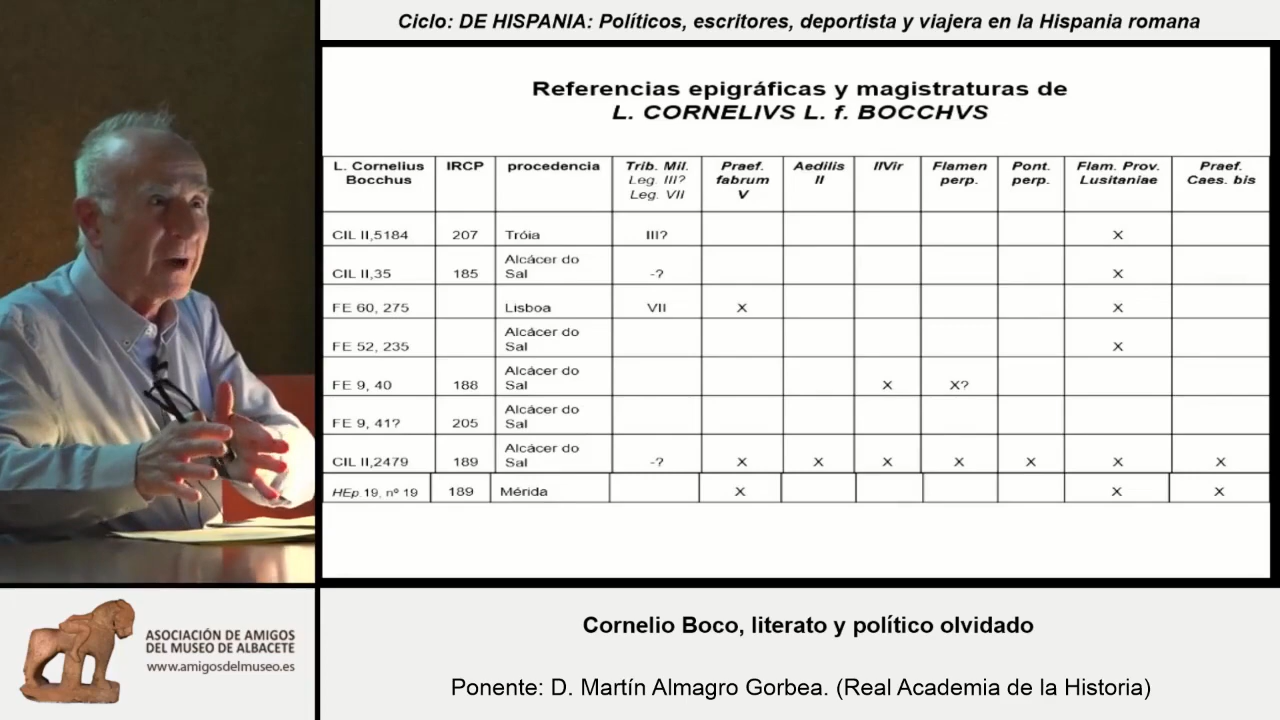 Ciclo: DE HISPANIA: Políticos, escritores, deportista y viajera en la Hispania romana
Referencias epigráficas y magistraturas de
L. CORNELIVS L. f. BOCCHVS
L. Cornelius Bocchus IRCP procedencia Trib. Mil. Leg. III? Leg. VII Praef. fabrum V Aedilis II IIVir Flamen perp. Pont. perp. Flam. Prov. Lusitaniae Praef. Caes. bis
CIL II,5184 207 Tróia III? X
CIL II,35 185 Alcácer do Sal -? X
FE 60, 275 Lisboa VII X X
FE 52, 235 Alcácer do Sal X
FE 9, 40 188 Alcácer do Sal X X?
FE 9, 41? 205 Alcácer do Sal
CIL II,2479 189 Alcácer do Sal -? X X X X X X X
HEp.19, nº 19 189 Mérida X X X
ASOCIACIÓN DE AMIGOS
DEL MUSEO DE ALBACETE
www.amigosdelmuseo.es
Cornelio Boco, literato y político olvidado
Ponente: D. Martín Almagro Gorbea. (Real Academia de la Historia)